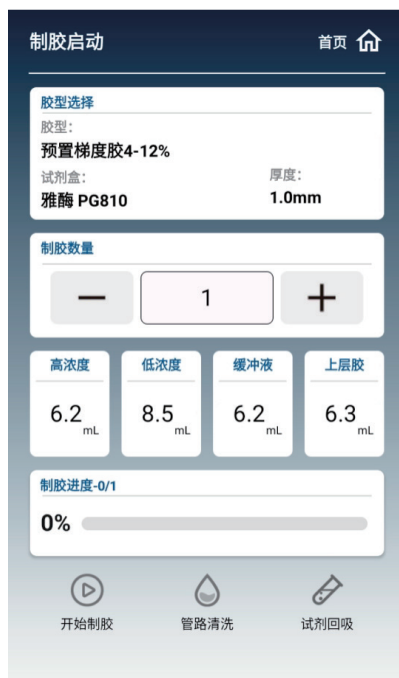 制胶启动
首页
胶型选择
胶型:
预置梯度胶4-12%
试剂盒: 厚度:
雅酶 PG810 1.0mm
制胶数量
1
高浓度 低浓度 缓冲液 上层胶
6.2 mL 8.5 mL 6.2 mL 6.3 mL
制胶进度-0/1
0%
开始制胶 管路清洗 试剂回吸